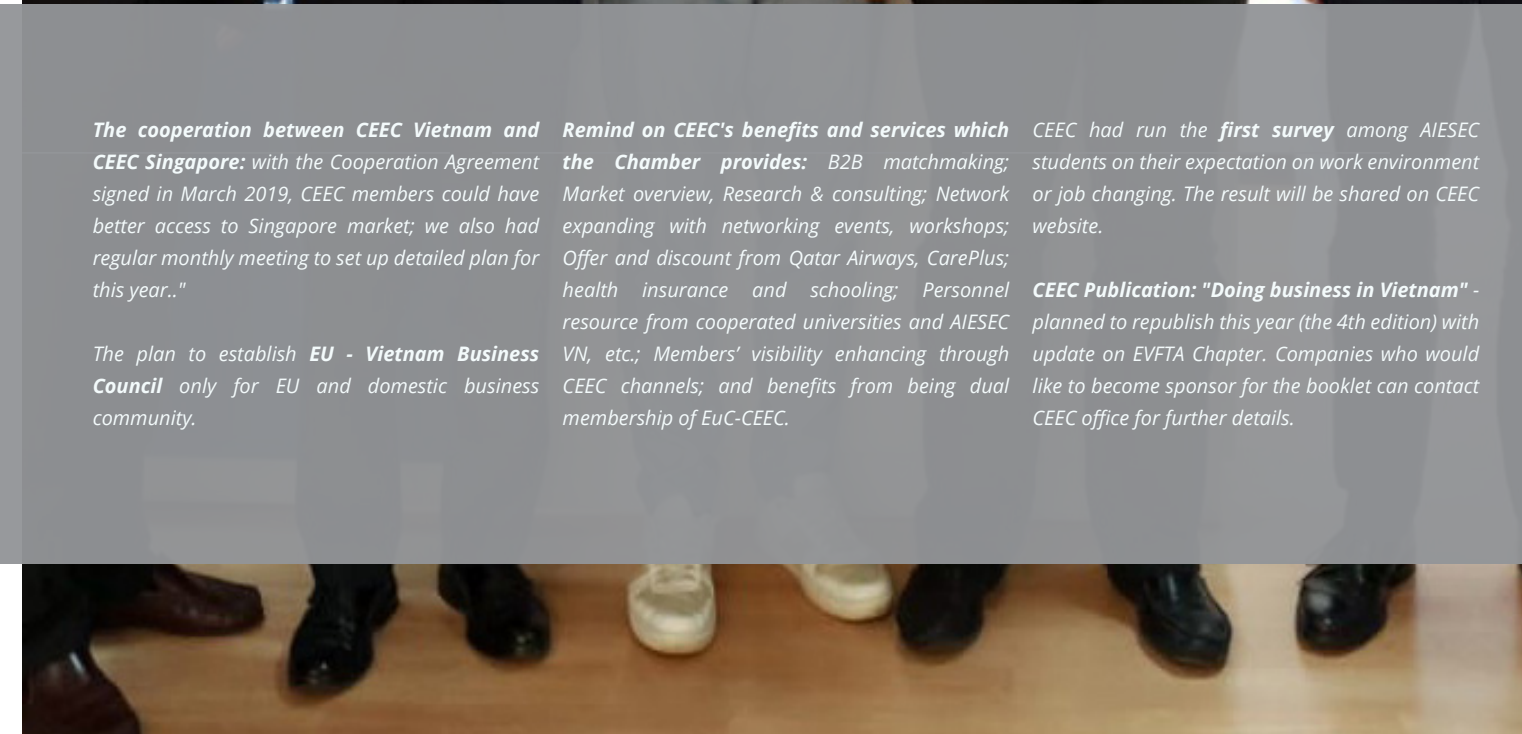 The cooperation between CEEC Vietnam and
CEEC Singapore: with the Cooperation Agreement
signed in March 2019, CEEC members could have
better access to Singapore market; we also had
regular monthly meeting to set up detailed plan for
this year.."
The plan to establish EU - Vietnam Business
Council only for EU and domestic business
community.
Remind on CEEC's benefits and services which
the Chamber provides: B2B matchmaking;
Market overview, Research & consulting; Network
expanding with networking events, workshops;
Offer and discount from Qatar Airways, CarePlus;
health insurance and schooling; Personnel
resource from cooperated universities and AIESEC
VN, etc.; Members’ visibility enhancing through
CEEC channels; and benefits from being dual
membership of EuC-CEEC.
CEEC had run the first survey among AIESEC
students on their expectation on work environment
or job changing. The result will be shared on CEEC
website.
CEEC Publication: "Doing business in Vietnam" -
planned to republish this year (the 4th edition) with
update on EVFTA Chapter. Companies who would
like to become sponsor for the booklet can contact
CEEC office for further details.